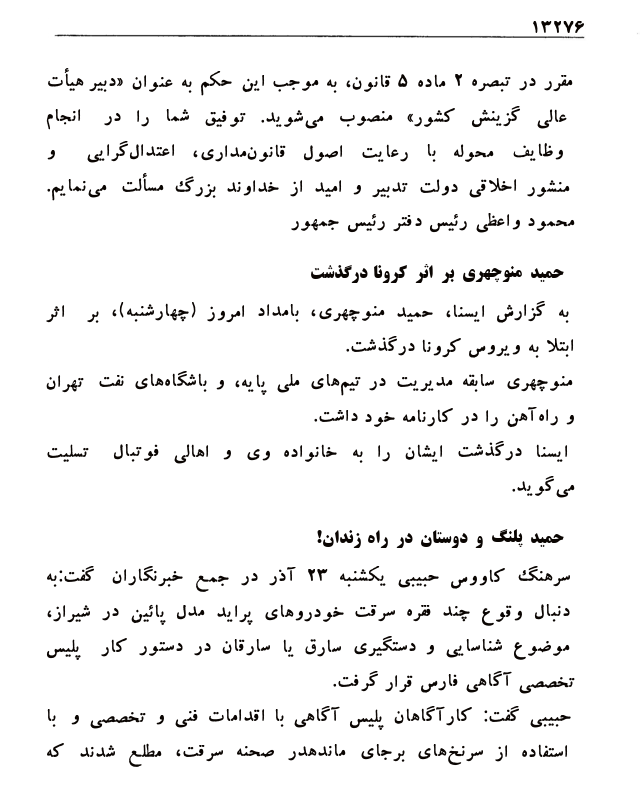 ۱۳۲۷۶
مقرر در تبصره ۲ ماده ۵ قانون، به موجب این حکم به عنوان «دبیر هیأت
عالی گزینش کشور» منصوب می‌شوید. توفیق شما را در انجام
وظایف محوله با رعایت اصول قانون‌مداری، اعتدال‌گرایی و
منشور اخلاقی دولت تدبیر و امید از خداوند بزرگ مسألت می‌نمایم.
محمود واعظی رئیس دفتر رئیس جمهور
حمید منوچهری بر اثر کرونا درگذشت
به گزارش ایسنا، حمید منوچهری، بامداد امروز (چهارشنبه)، بر اثر
ابتلا به ویروس کرونا درگذشت.
منوچهری سابقه مدیریت در تیم‌های ملی پایه، و باشگاه‌های نفت تهران
و راه‌آهن را در کارنامه خود داشت.
ایسنا درگذشت ایشان را به خانواده وی و اهالی فوتبال تسلیت
می‌گوید.
حمید پلنگ و دوستان در راه زندان!
سرهنگ کاووس حبیبی یکشنبه ۲۳ آذر در جمع خبرنگاران گفت:به
دنبال وقوع چند فقره سرقت خودروهای پراید مدل پائین در شیراز،
موضوع شناسایی و دستگیری سارق یا سارقان در دستور کار پلیس
تخصصی آگاهی فارس قرار گرفت.
حبیبی گفت: کارآگاهان پلیس آگاهی با اقدامات فنی و تخصصی و با
استفاده از سرنخ‌های برجای ماندهدر صحنه سرقت، مطلع شدند که